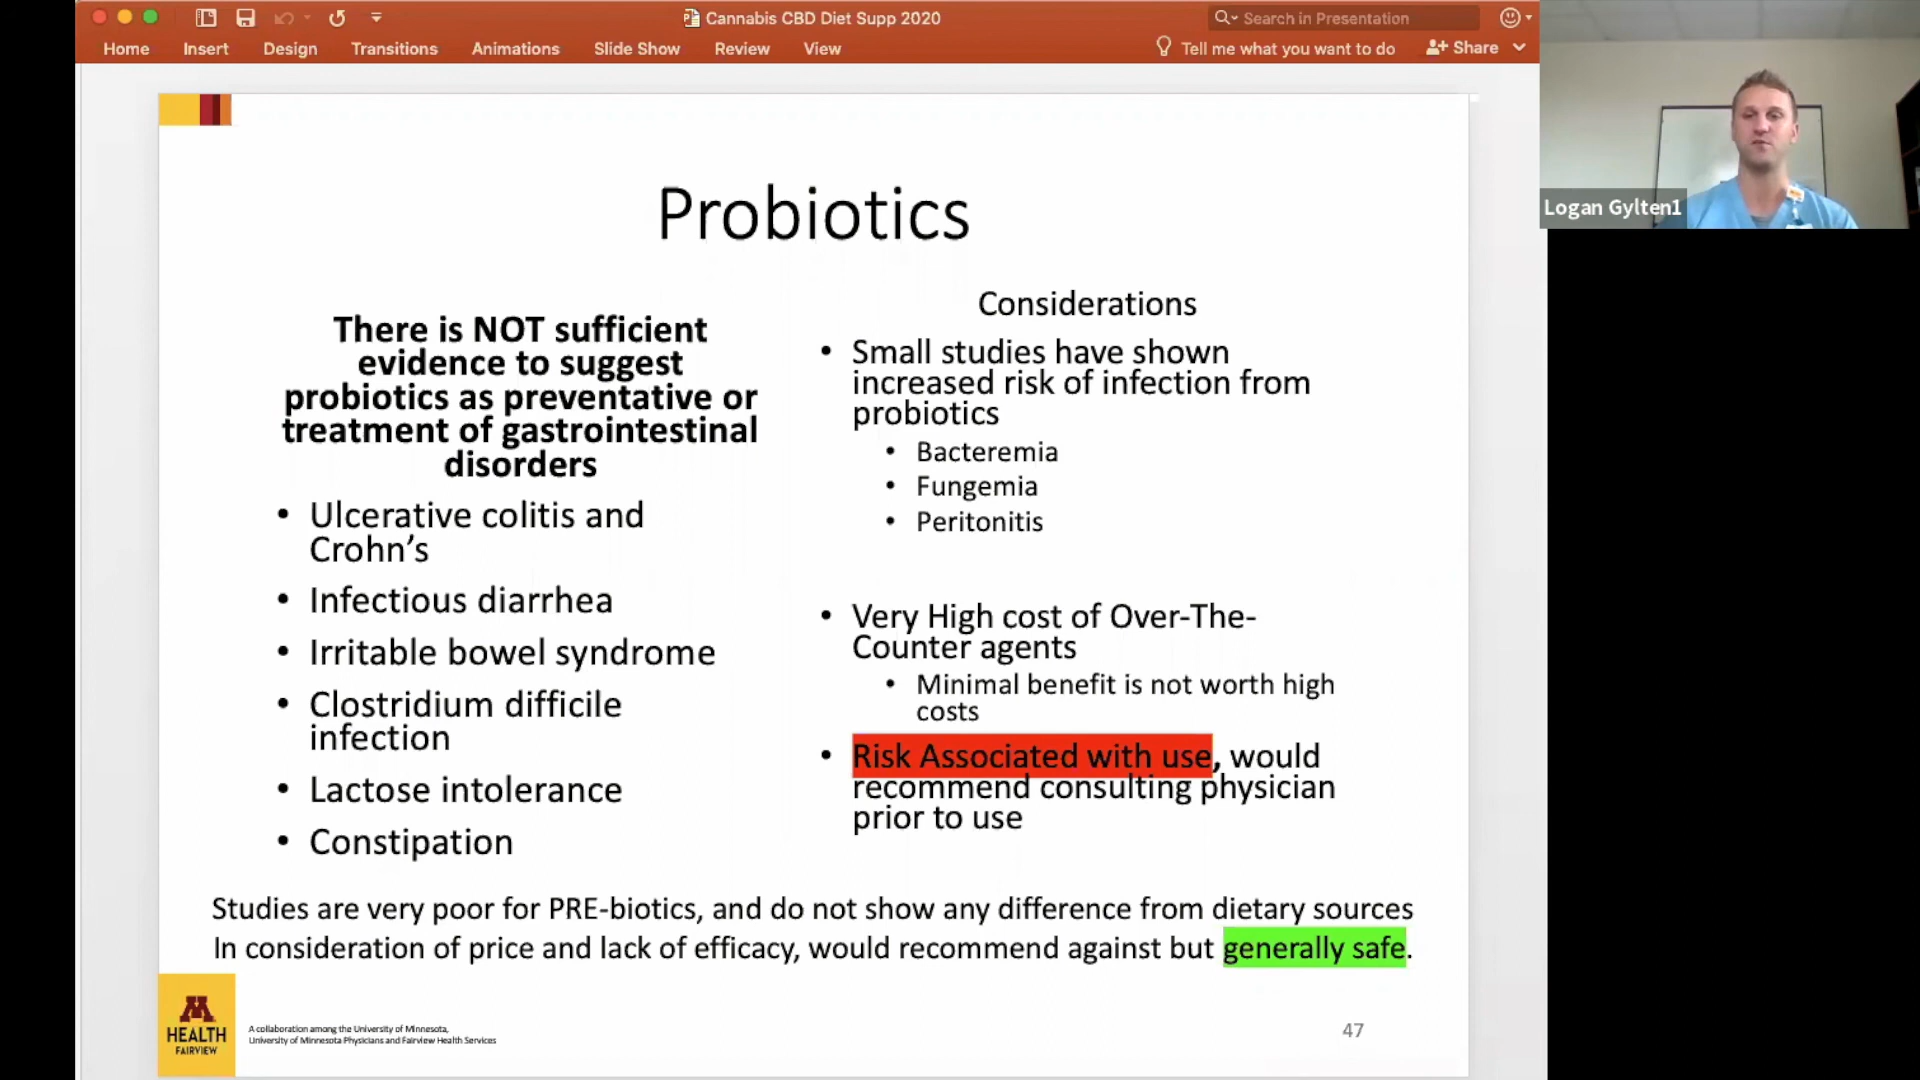 Cannabis CBD Diet Supp 2020
Search in Presentation
Home Insert Design Transitions Animations Slide Show Review View
Tell me what you want to do
Share
Logan Gylten1
Probiotics
There is NOT sufficient
evidence to suggest
probiotics as preventative or
treatment of gastrointestinal
disorders
• Ulcerative colitis and
Crohn’s
• Infectious diarrhea
• Irritable bowel syndrome
• Clostridium difficile
infection
• Lactose intolerance
• Constipation
Considerations
• Small studies have shown
increased risk of infection from
probiotics
• Bacteremia
• Fungemia
• Peritonitis
• Very High cost of Over-The-
Counter agents
• Minimal benefit is not worth high
costs
• Risk Associated with use, would
recommend consulting physician
prior to use
Studies are very poor for PRE-biotics, and do not show any difference from dietary sources
In consideration of price and lack of efficacy, would recommend against but generally safe.
M
HEALTH
FAIRVIEW
A collaboration among the University of Minnesota,
University of Minnesota Physicians and Fairview Health Services
47